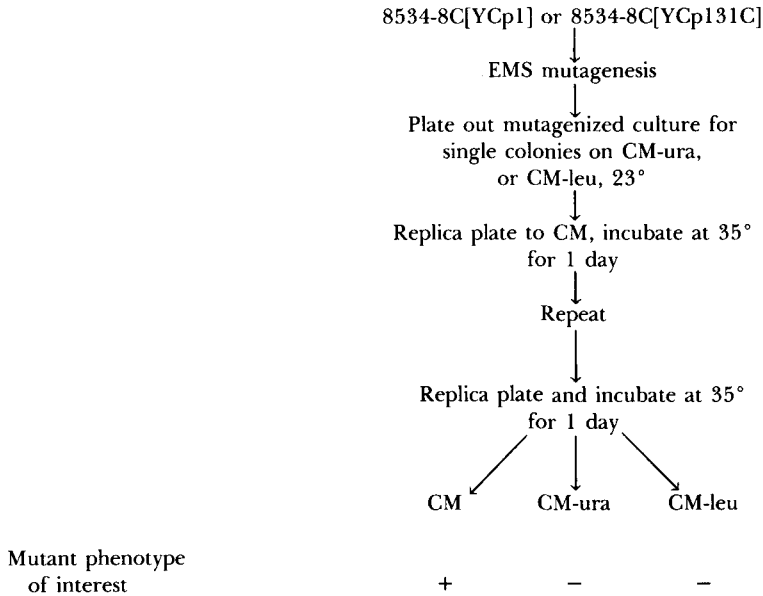 8534-8C[YCp1] or 8534-8C[YCp131C]
EMS mutagenesis
Plate out mutagenized culture for
single colonies on CM-ura,
or CM-leu, 23°
Replica plate to CM, incubate at 35°
for 1 day
Repeat
Replica plate and incubate at 35°
for 1 day
CM CM-ura CM-leu
Mutant phenotype
of interest + − −